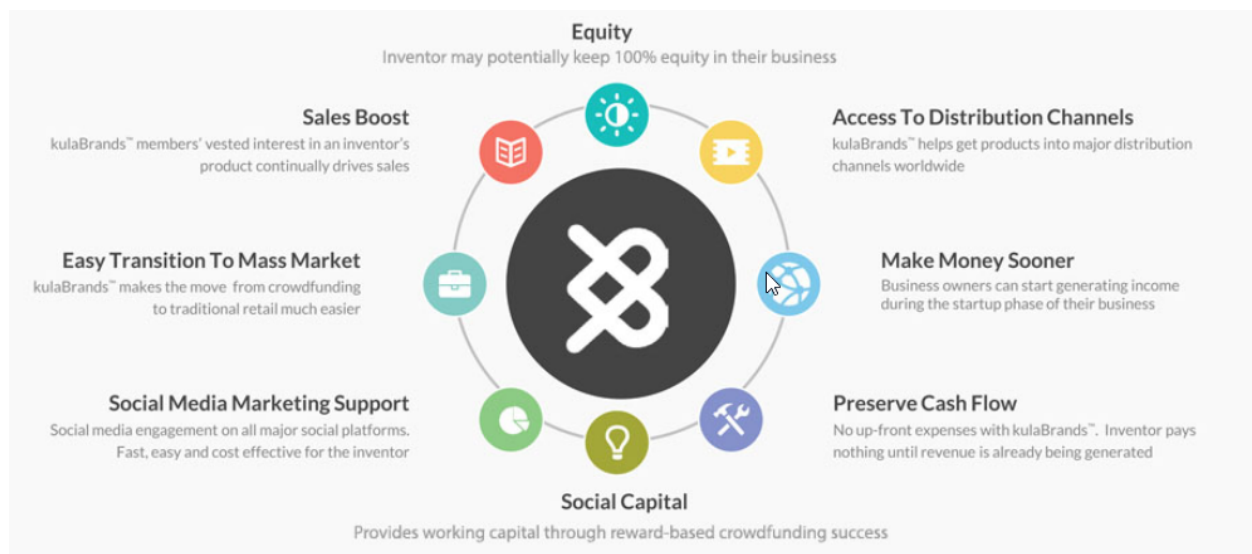 Equity
Inventor may potentially keep 100% equity in their business
Sales Boost
kulaBrands™ members' vested interest in an inventor's
product continually drives sales
Access To Distribution Channels
kulaBrands™ helps get products into major distribution
channels worldwide
Easy Transition To Mass Market
kulaBrands™ makes the move from crowdfunding
to traditional retail much easier
Make Money Sooner
Business owners can start generating income
during the startup phase of their business
Social Media Marketing Support
Social media engagement on all major social platforms.
Fast, easy and cost effective for the inventor
Preserve Cash Flow
No up-front expenses with kulaBrands™. Inventor pays
nothing until revenue is already being generated
Social Capital
Provides working capital through reward-based crowdfunding success